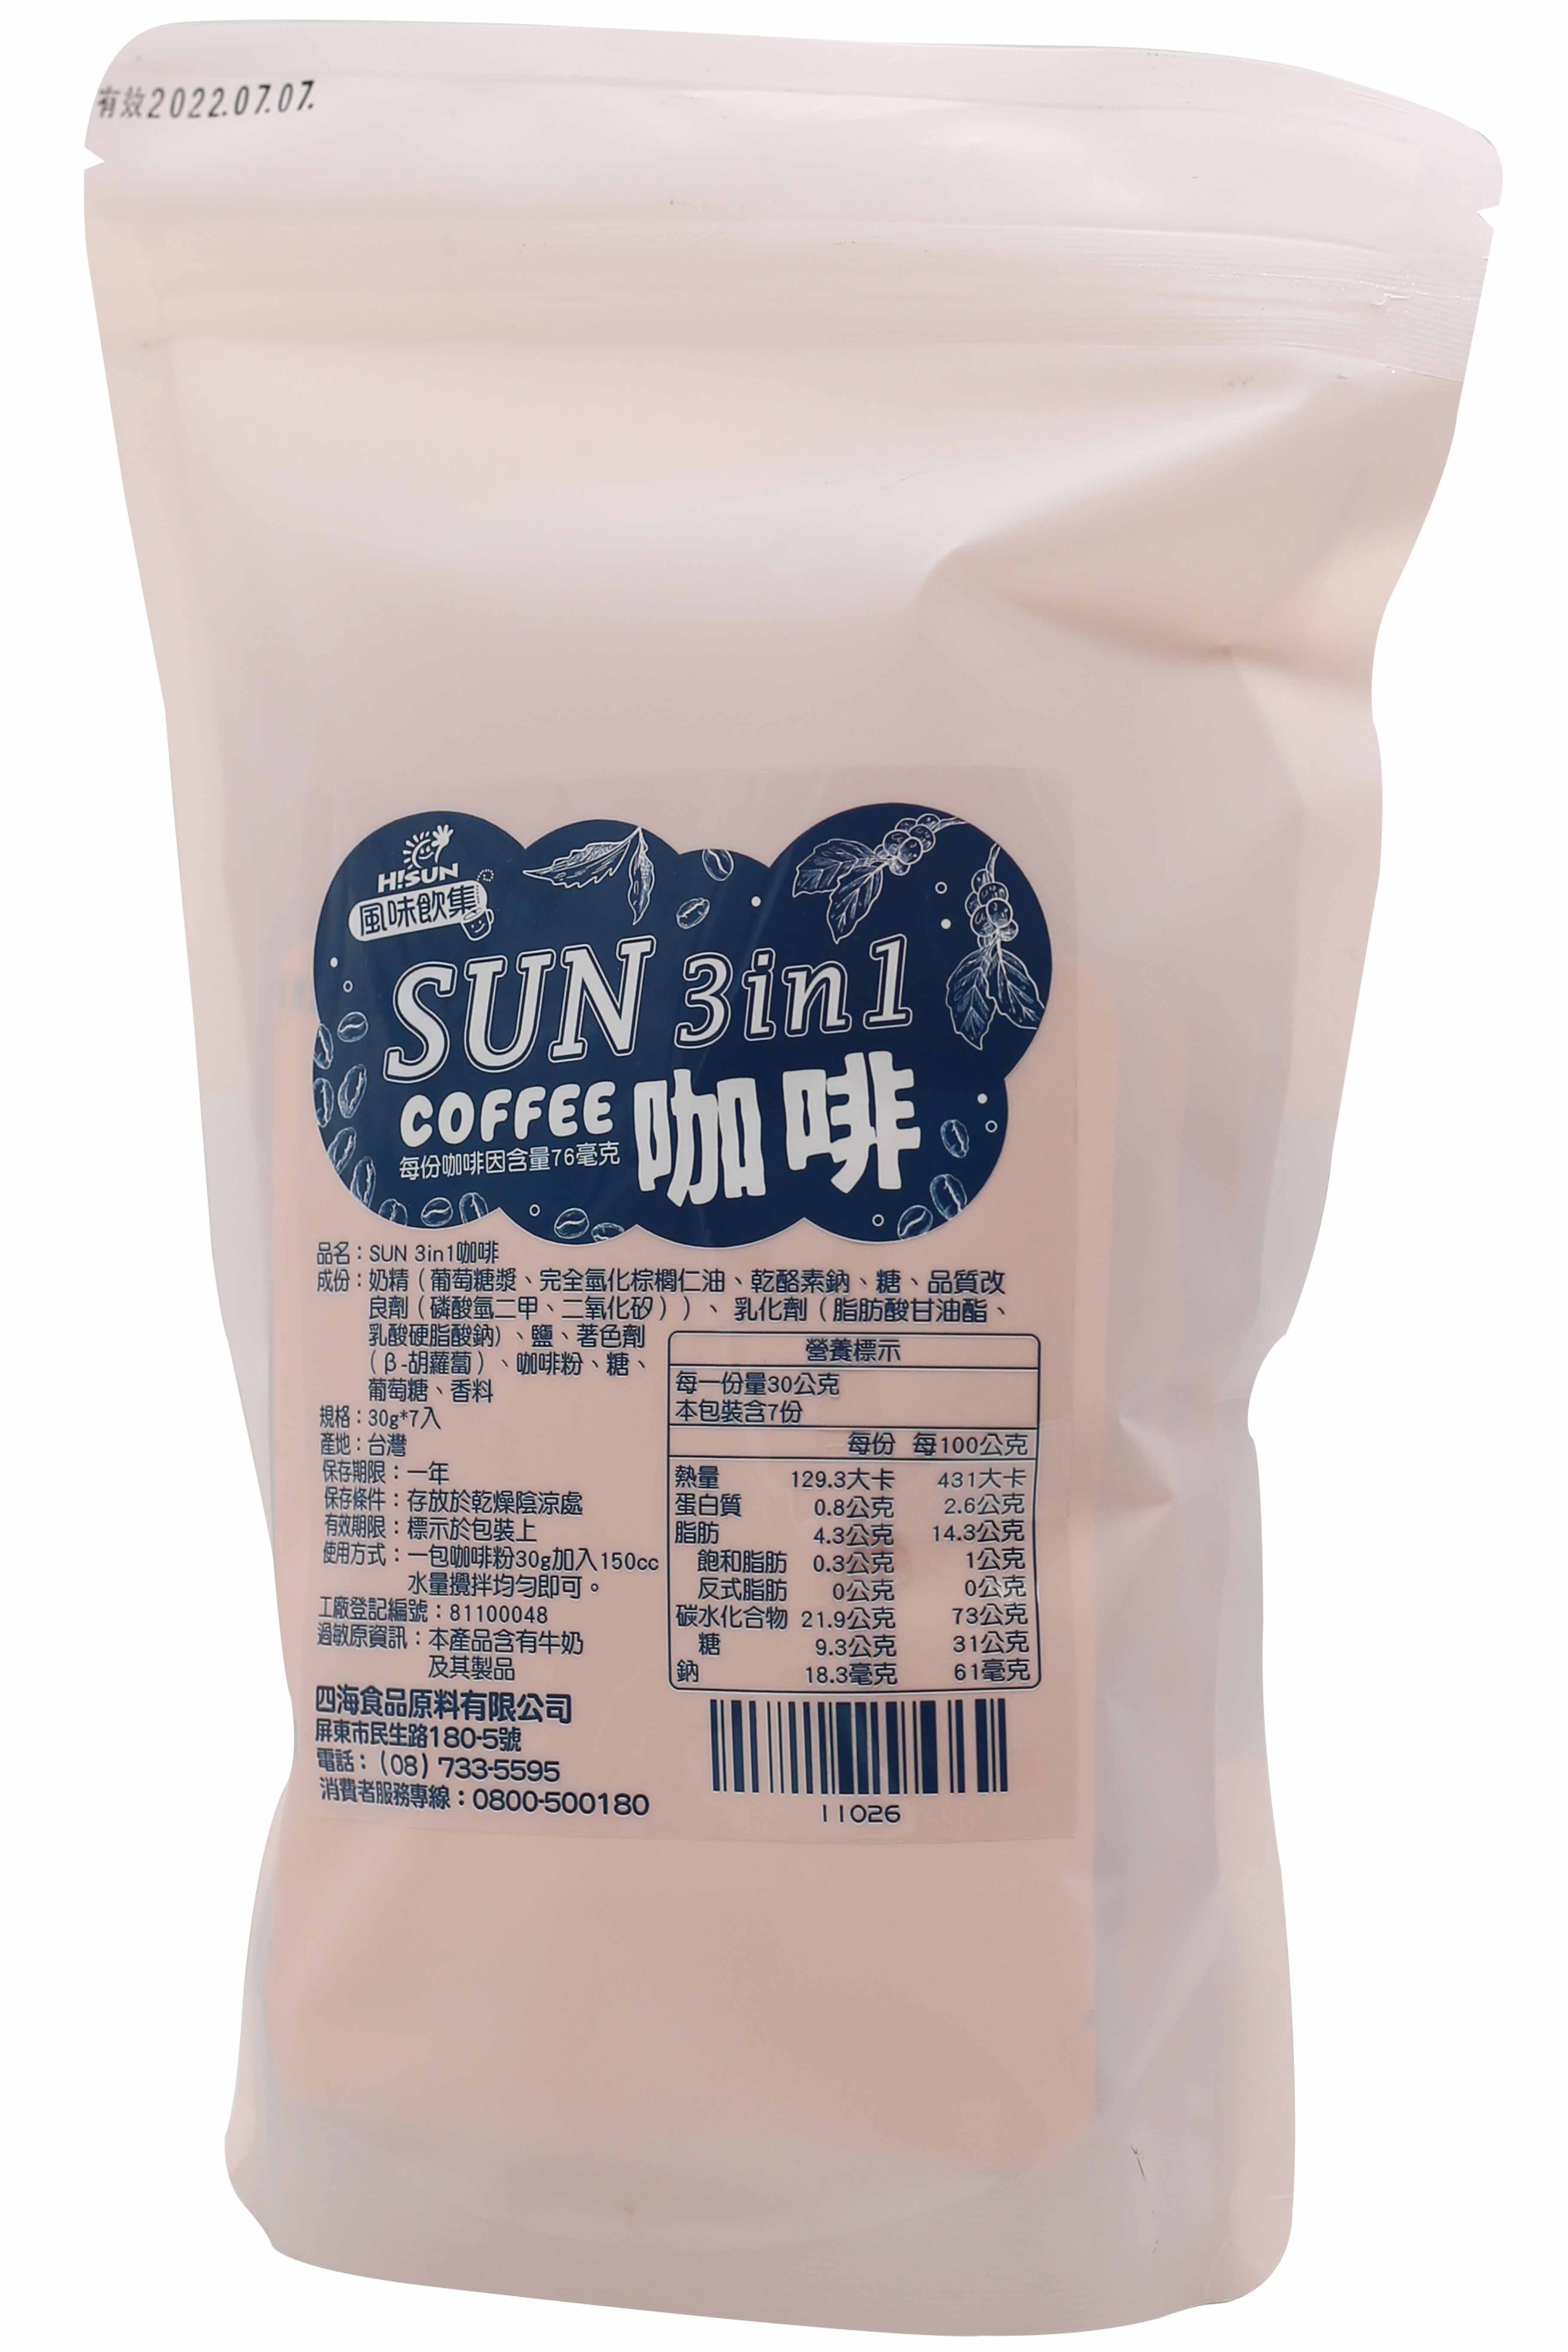 有效2022.07.07.
H!SUN
風味飲集
SUN 3in1
COFFEE 咖啡
每份咖啡因含量76毫克
品名：SUN 3in1咖啡
成份：奶精（葡萄糖漿、完全氫化棕櫚仁油、乾酪素鈉、糖、品質改
良劑（磷酸氫二甲、二氧化矽））、乳化劑（脂肪酸甘油酯、
乳酸硬脂酸鈉）、鹽、著色劑
（β-胡蘿蔔）、咖啡粉、糖、
葡萄糖、香料
規格：30g*7入
產地：台灣
保存期限：一年
保存條件：存放於乾燥陰涼處
有效期限：標示於包裝上
使用方式：一包咖啡粉30g加入150cc
水量攪拌均勻即可。
工廠登記編號：81100048
過敏原資訊：本產品含有牛奶
及其製品
四海食品原料有限公司
屏東市民生路180-5號
電話：(08) 733-5595
消費者服務專線：0800-500180
營養標示
每一份量30公克
本包裝含7份
每份 每100公克
熱量 129.3大卡 431大卡
蛋白質 0.8公克 2.6公克
脂肪 4.3公克 14.3公克
飽和脂肪 0.3公克 1公克
反式脂肪 0公克 0公克
碳水化合物 21.9公克 73公克
糖 9.3公克 31公克
鈉 18.3毫克 61毫克
11026